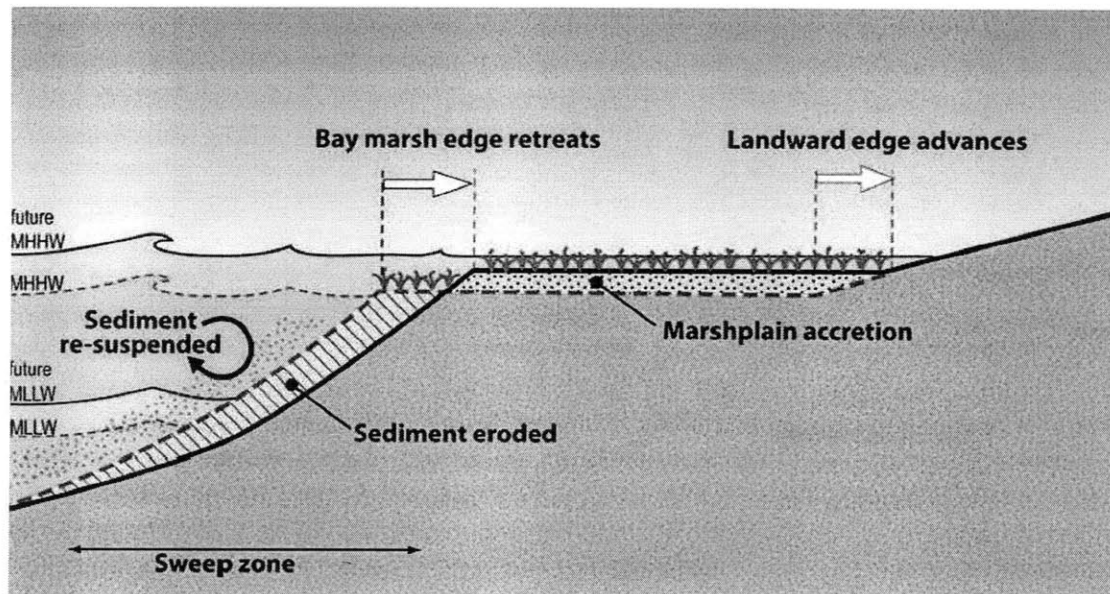 Bay marsh edge retreats
Landward edge advances
future
MHHW
MHHW
Sediment
re-suspended
Marshplain accretion
future
MLLW
MLLW
Sediment eroded
Sweep zone